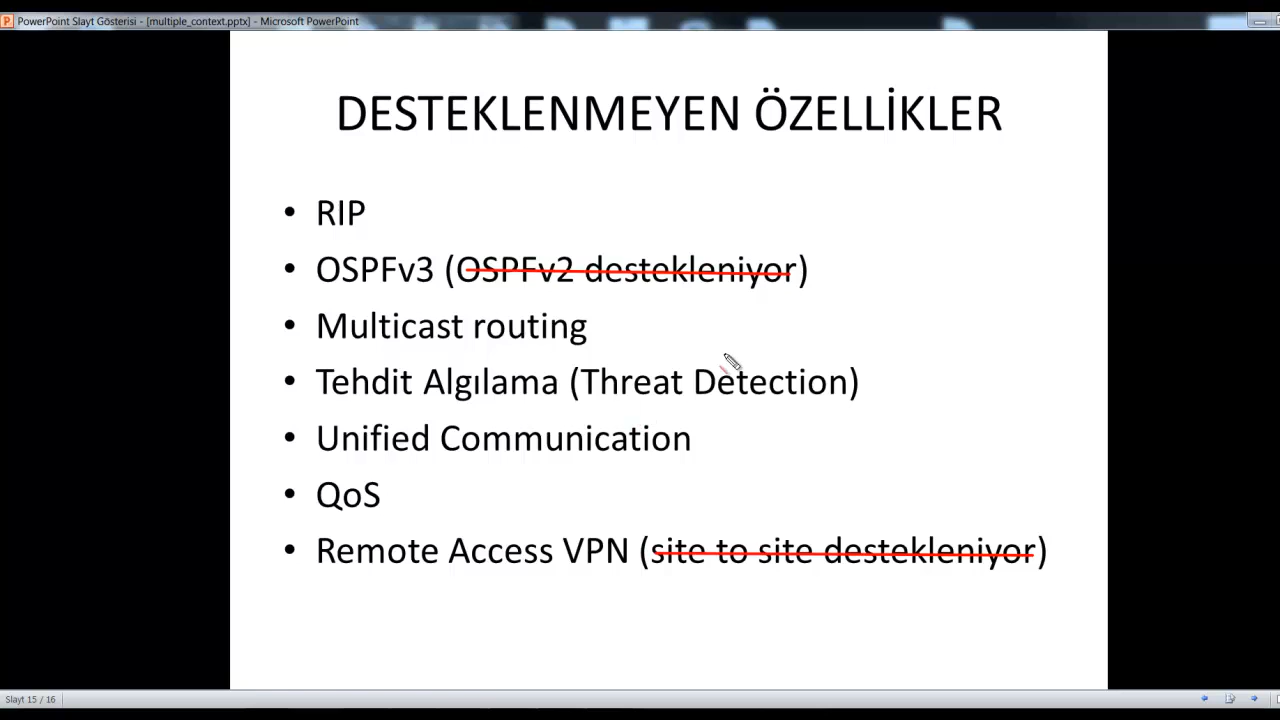 PowerPoint Slayt Gösterisi - [multiple_context.pptx] - Microsoft PowerPoint
DESTEKLENMEYEN ÖZELLİKLER
• RIP
• OSPFv3 (OSPFv2 destekleniyor)
• Multicast routing
• Tehdit Algılama (Threat Detection)
• Unified Communication
• QoS
• Remote Access VPN (site to site destekleniyor)
Slayt 15 / 16